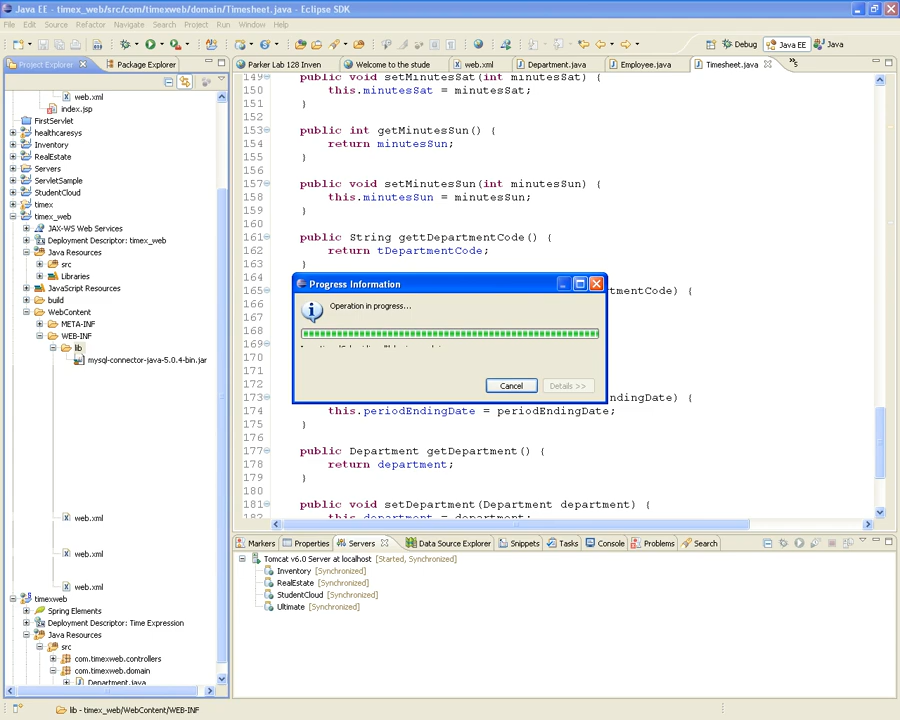 Java EE - timex_web/src/com/timexweb/domain/Timesheet.java - Eclipse SDK
File Edit Source Refactor Navigate Search Project Run Window Help
Debug Java EE Java
Project Explorer Package Explorer
Parker Lab 128 Inven Welcome to the stude web.xml Department.java Employee.java Timesheet.java 5
web.xml
index.jsp
FirstServlet
healthcaresys
Inventory
RealEstate
Servers
ServletSample
StudentCloud
timex
timex_web
JAX-WS Web Services
Deployment Descriptor: timex_web
Java Resources
src
Libraries
JavaScript Resources
build
WebContent
META-INF
WEB-INF
lib
mysql-connector-java-5.0.4-bin.jar
web.xml
web.xml
web.xml
timexweb
Spring Elements
Deployment Descriptor: Time Expression
Java Resources
src
com.timexweb.controllers
com.timexweb.domain
Department.java
149 public void setMinutesSat(int minutesSat) {
150 this.minutesSat = minutesSat;
151 }
152
153 public int getMinutesSun() {
154 return minutesSun;
155 }
156
157 public void setMinutesSun(int minutesSun) {
158 this.minutesSun = minutesSun;
159 }
160
161 public String gettDepartmentCode() {
162 return tDepartmentCode;
163 }
164
165 tmentCode) {
166
167
168
169
170
171
172
173 ndingDate) {
174 this.periodEndingDate = periodEndingDate;
175 }
176
177 public Department getDepartment() {
178 return department;
179 }
180
181 public void setDepartment(Department department) {
182 this.department = department;
Progress Information
Operation in progress...
Cancel Details >>
Markers Properties Servers Data Source Explorer Snippets Tasks Console Problems Search
Tomcat v6.0 Server at localhost [Started, Synchronized]
Inventory [Synchronized]
RealEstate [Synchronized]
StudentCloud [Synchronized]
Ultimate [Synchronized]
lib - timex_web/WebContent/WEB-INF